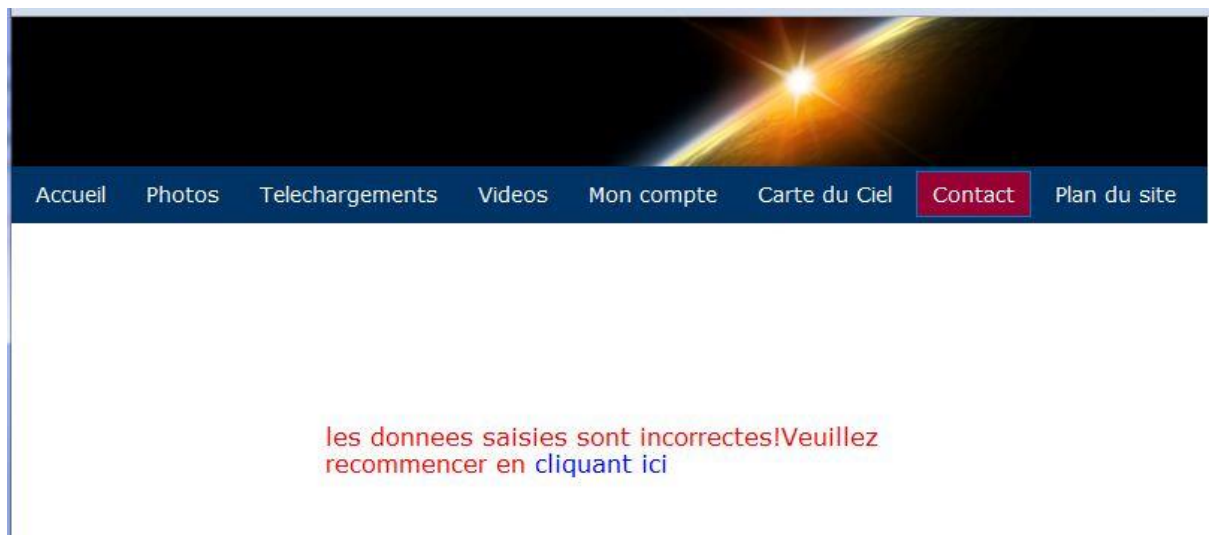 Accueil Photos Telechargements Videos Mon compte Carte du Ciel Contact Plan du site
les donnees saisies sont incorrectes!Veuillez
recommencer en cliquant ici